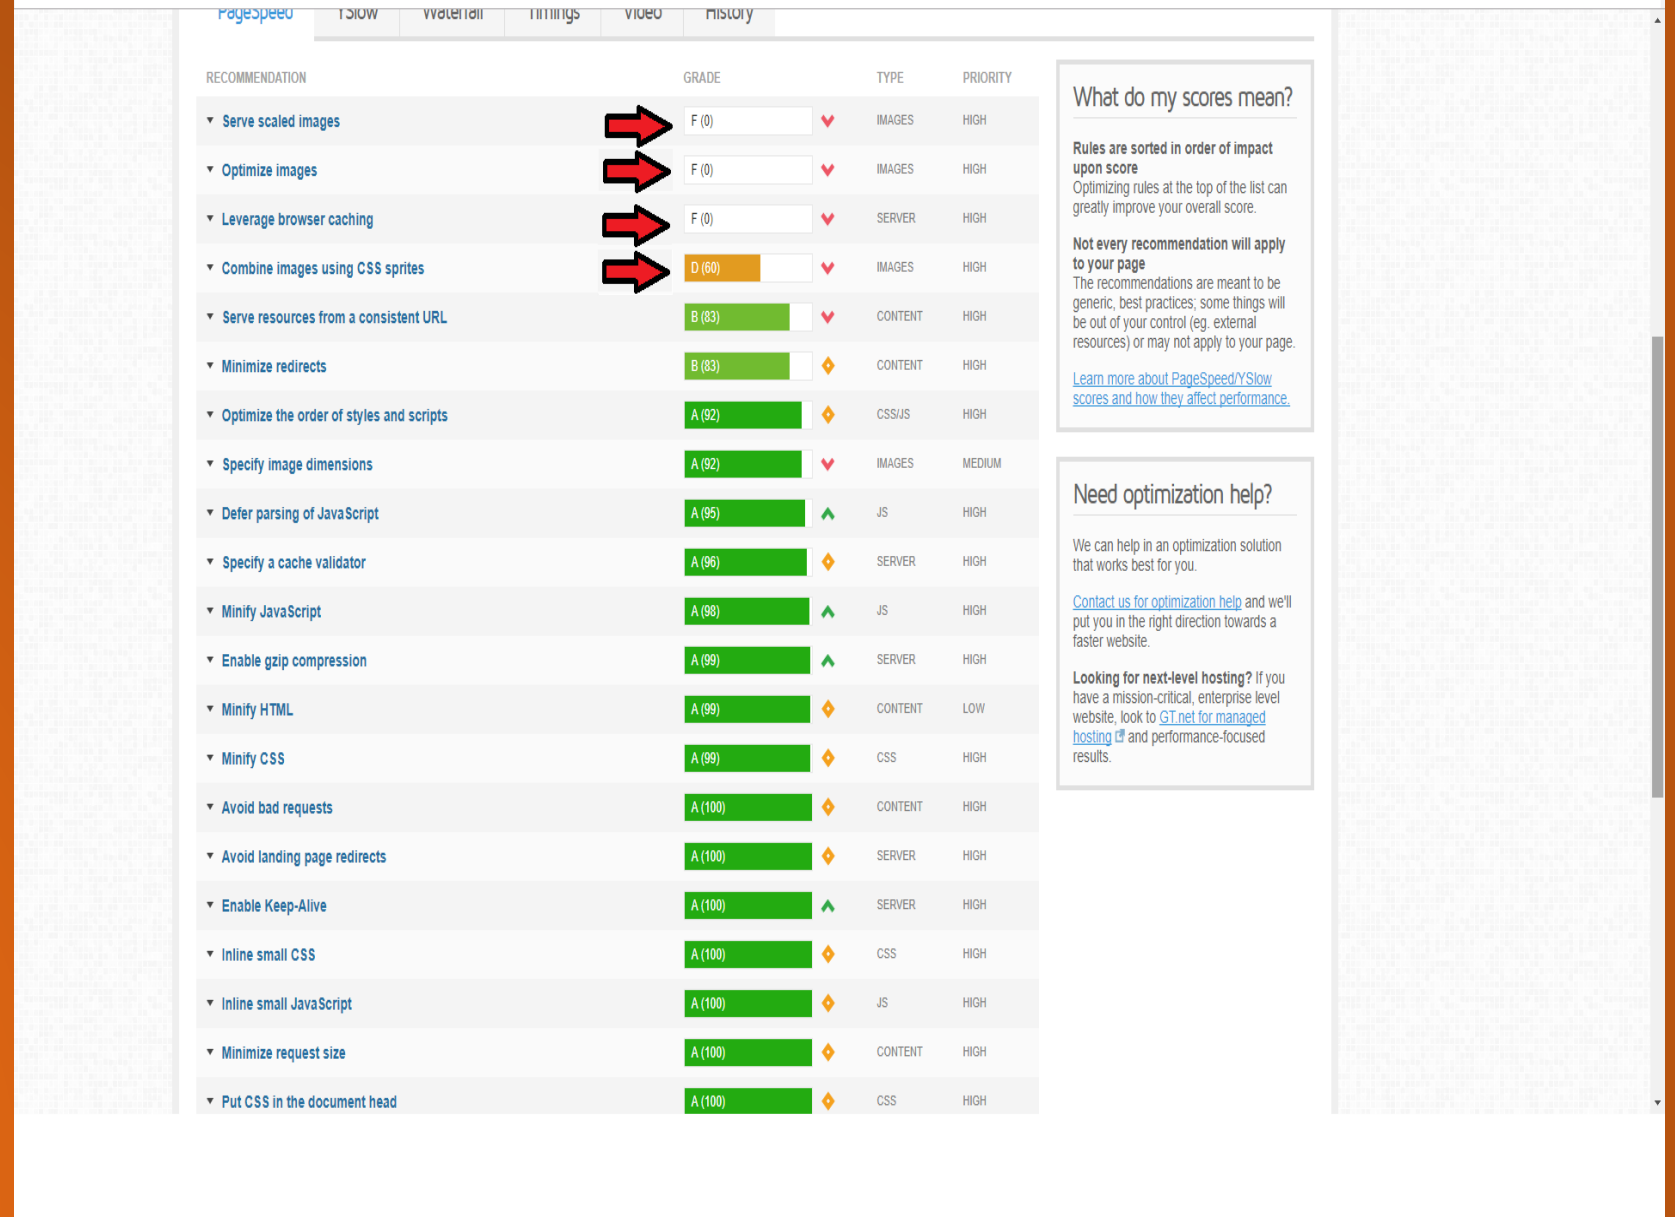 PageSpeed YSlow Waterfall Timings Video History
RECOMMENDATION GRADE TYPE PRIORITY
Serve scaled images F (0) IMAGES HIGH
Optimize images F (0) IMAGES HIGH
Leverage browser caching F (0) SERVER HIGH
Combine images using CSS sprites D (60) IMAGES HIGH
Serve resources from a consistent URL B (83) CONTENT HIGH
Minimize redirects B (83) CONTENT HIGH
Optimize the order of styles and scripts A (92) CSS/JS HIGH
Specify image dimensions A (92) IMAGES MEDIUM
Defer parsing of JavaScript A (95) JS HIGH
Specify a cache validator A (96) SERVER HIGH
Minify JavaScript A (98) JS HIGH
Enable gzip compression A (99) SERVER HIGH
Minify HTML A (99) CONTENT LOW
Minify CSS A (99) CSS HIGH
Avoid bad requests A (100) CONTENT HIGH
Avoid landing page redirects A (100) SERVER HIGH
Enable Keep-Alive A (100) SERVER HIGH
Inline small CSS A (100) CSS HIGH
Inline small JavaScript A (100) JS HIGH
Minimize request size A (100) CONTENT HIGH
Put CSS in the document head A (100) CSS HIGH
What do my scores mean?
Rules are sorted in order of impact
upon score
Optimizing rules at the top of the list can
greatly improve your overall score.
Not every recommendation will apply
to your page
The recommendations are meant to be
generic, best practices; some things will
be out of your control (eg. external
resources) or may not apply to your page.
Learn more about PageSpeed/YSlow
scores and how they affect performance.
Need optimization help?
We can help in an optimization solution
that works best for you.
Contact us for optimization help and we'll
put you in the right direction towards a
faster website.
Looking for next-level hosting? If you
have a mission-critical, enterprise level
website, look to GT.net for managed
hosting and performance-focused
results.